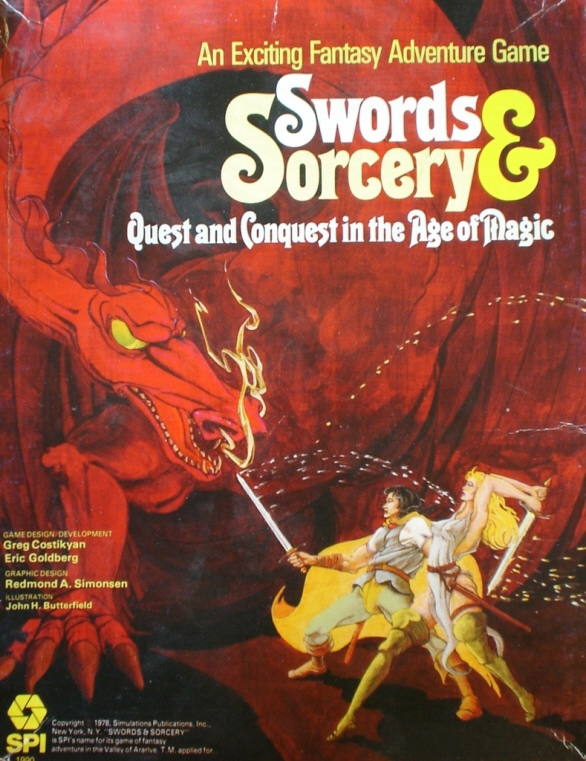 An Exciting Fantasy Adventure Game
Swords &
Sorcery
Quest and Conquest in the Age of Magic
GAME DESIGN/DEVELOPMENT
Greg Costikyan
Eric Goldberg
GRAPHIC DESIGN
Redmond A. Simonsen
ILLUSTRATION
John H. Butterfield
Copyright © 1978, Simulations Publications, Inc.,
New York, N.Y. "SWORDS & SORCERY"
is SPI's name for its game of fantasy
adventure in the Valley of Ararive. T.M. applied for.
SPI
1990